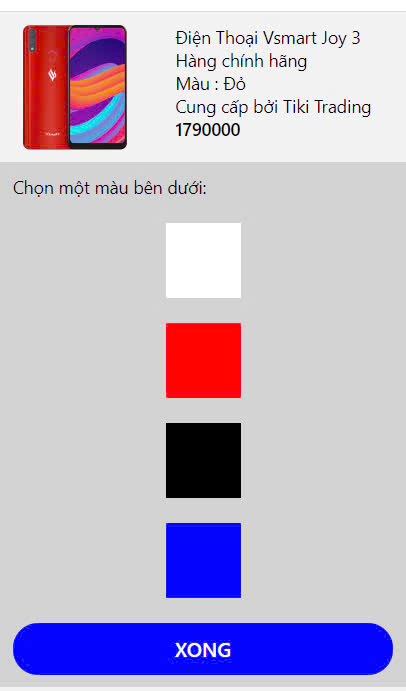 Điện Thoại Vsmart Joy 3
Hàng chính hãng
Màu : Đỏ
Cung cấp bởi Tiki Trading
1790000
Chọn một màu bên dưới:
XONG